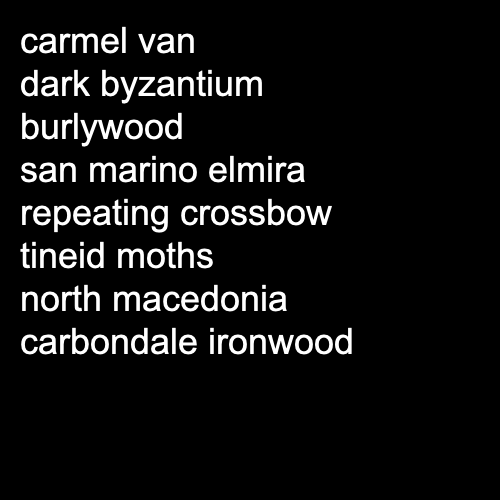 carmel van
dark byzantium
burlywood
san marino elmira
repeating crossbow
tineid moths
north macedonia
carbondale ironwood